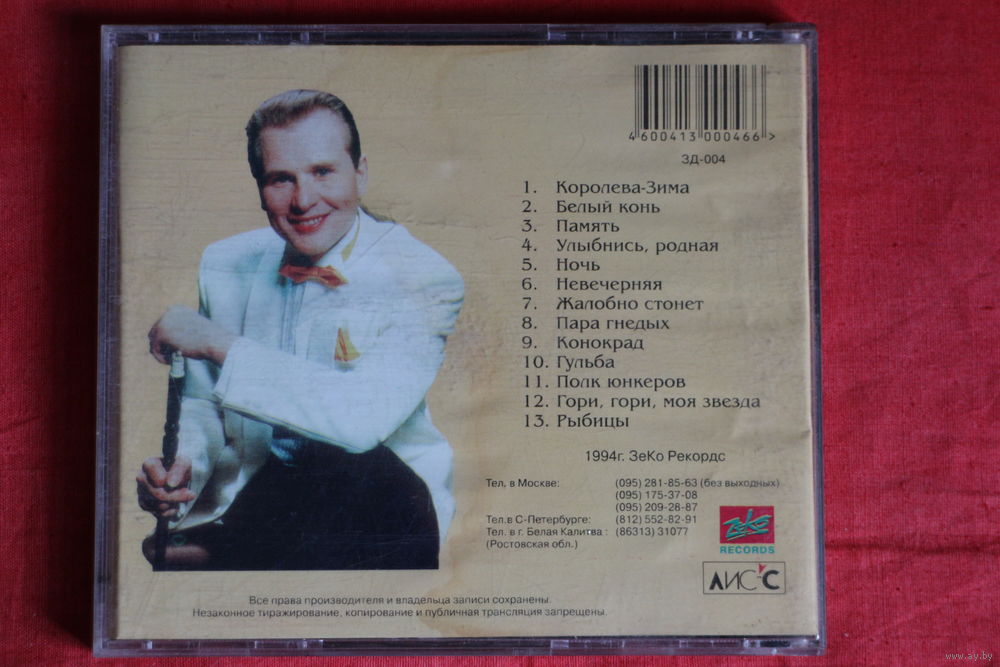 4600413000466>
ЗД-004
1. Королева-Зима
2. Белый конь
3. Память
4. Улыбнись, родная
5. Ночь
6. Невечерняя
7. Жалобно стонет
8. Пара гнедых
9. Конокрад
10. Гульба
11. Полк юнкеров
12. Гори, гори, моя звезда
13. Рыбицы
1994г. ЗеКо Рекордс
Тел, в Москве: (095) 281-85-63 (без выходных)
(095) 175-37-08
(095) 209-28-87
Тел.в С-Петербурге: (812) 552-82-91
Тел. в г. Белая Калитва : (86313) 31077
(Ростовская обл.)
zeko
RECORDS
ЛИС'С
Все права производителя и владельца записи сохранены.
Незаконное тиражирование, копирование и публичная трансляция запрещены.
www.ay.by